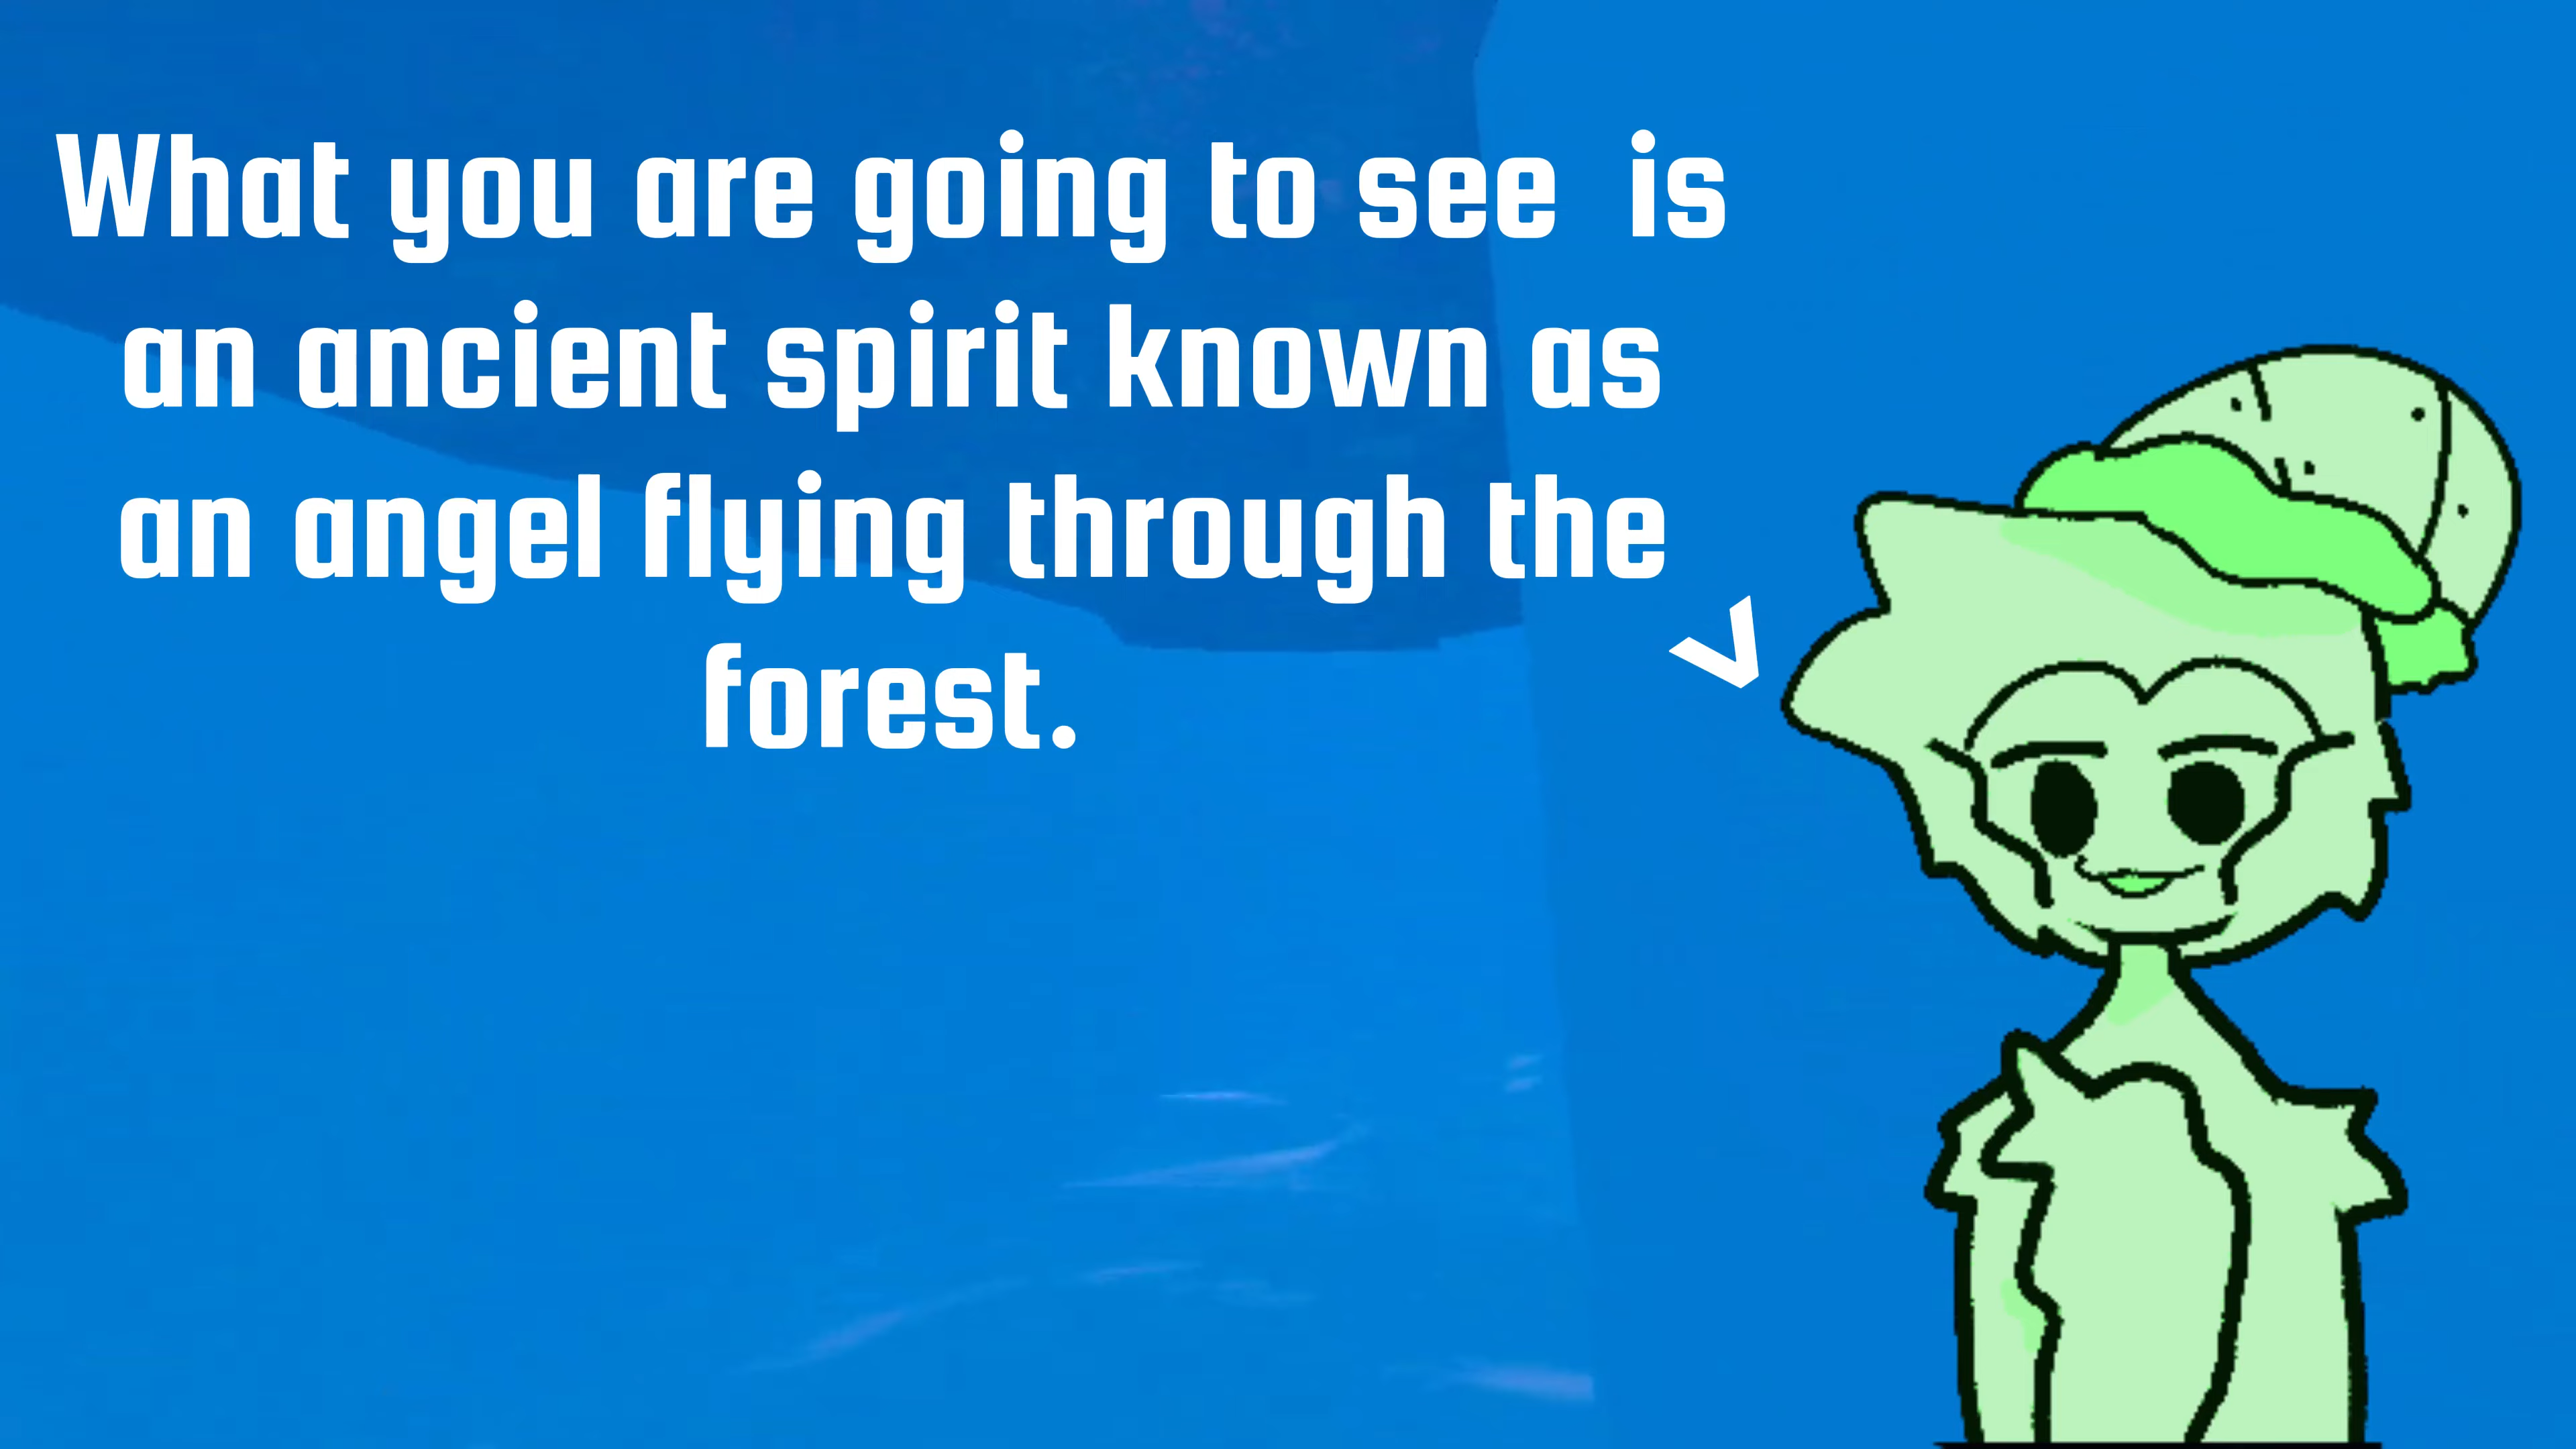 What you are going to see  is
an ancient spirit known as
an angel flying through the
forest.